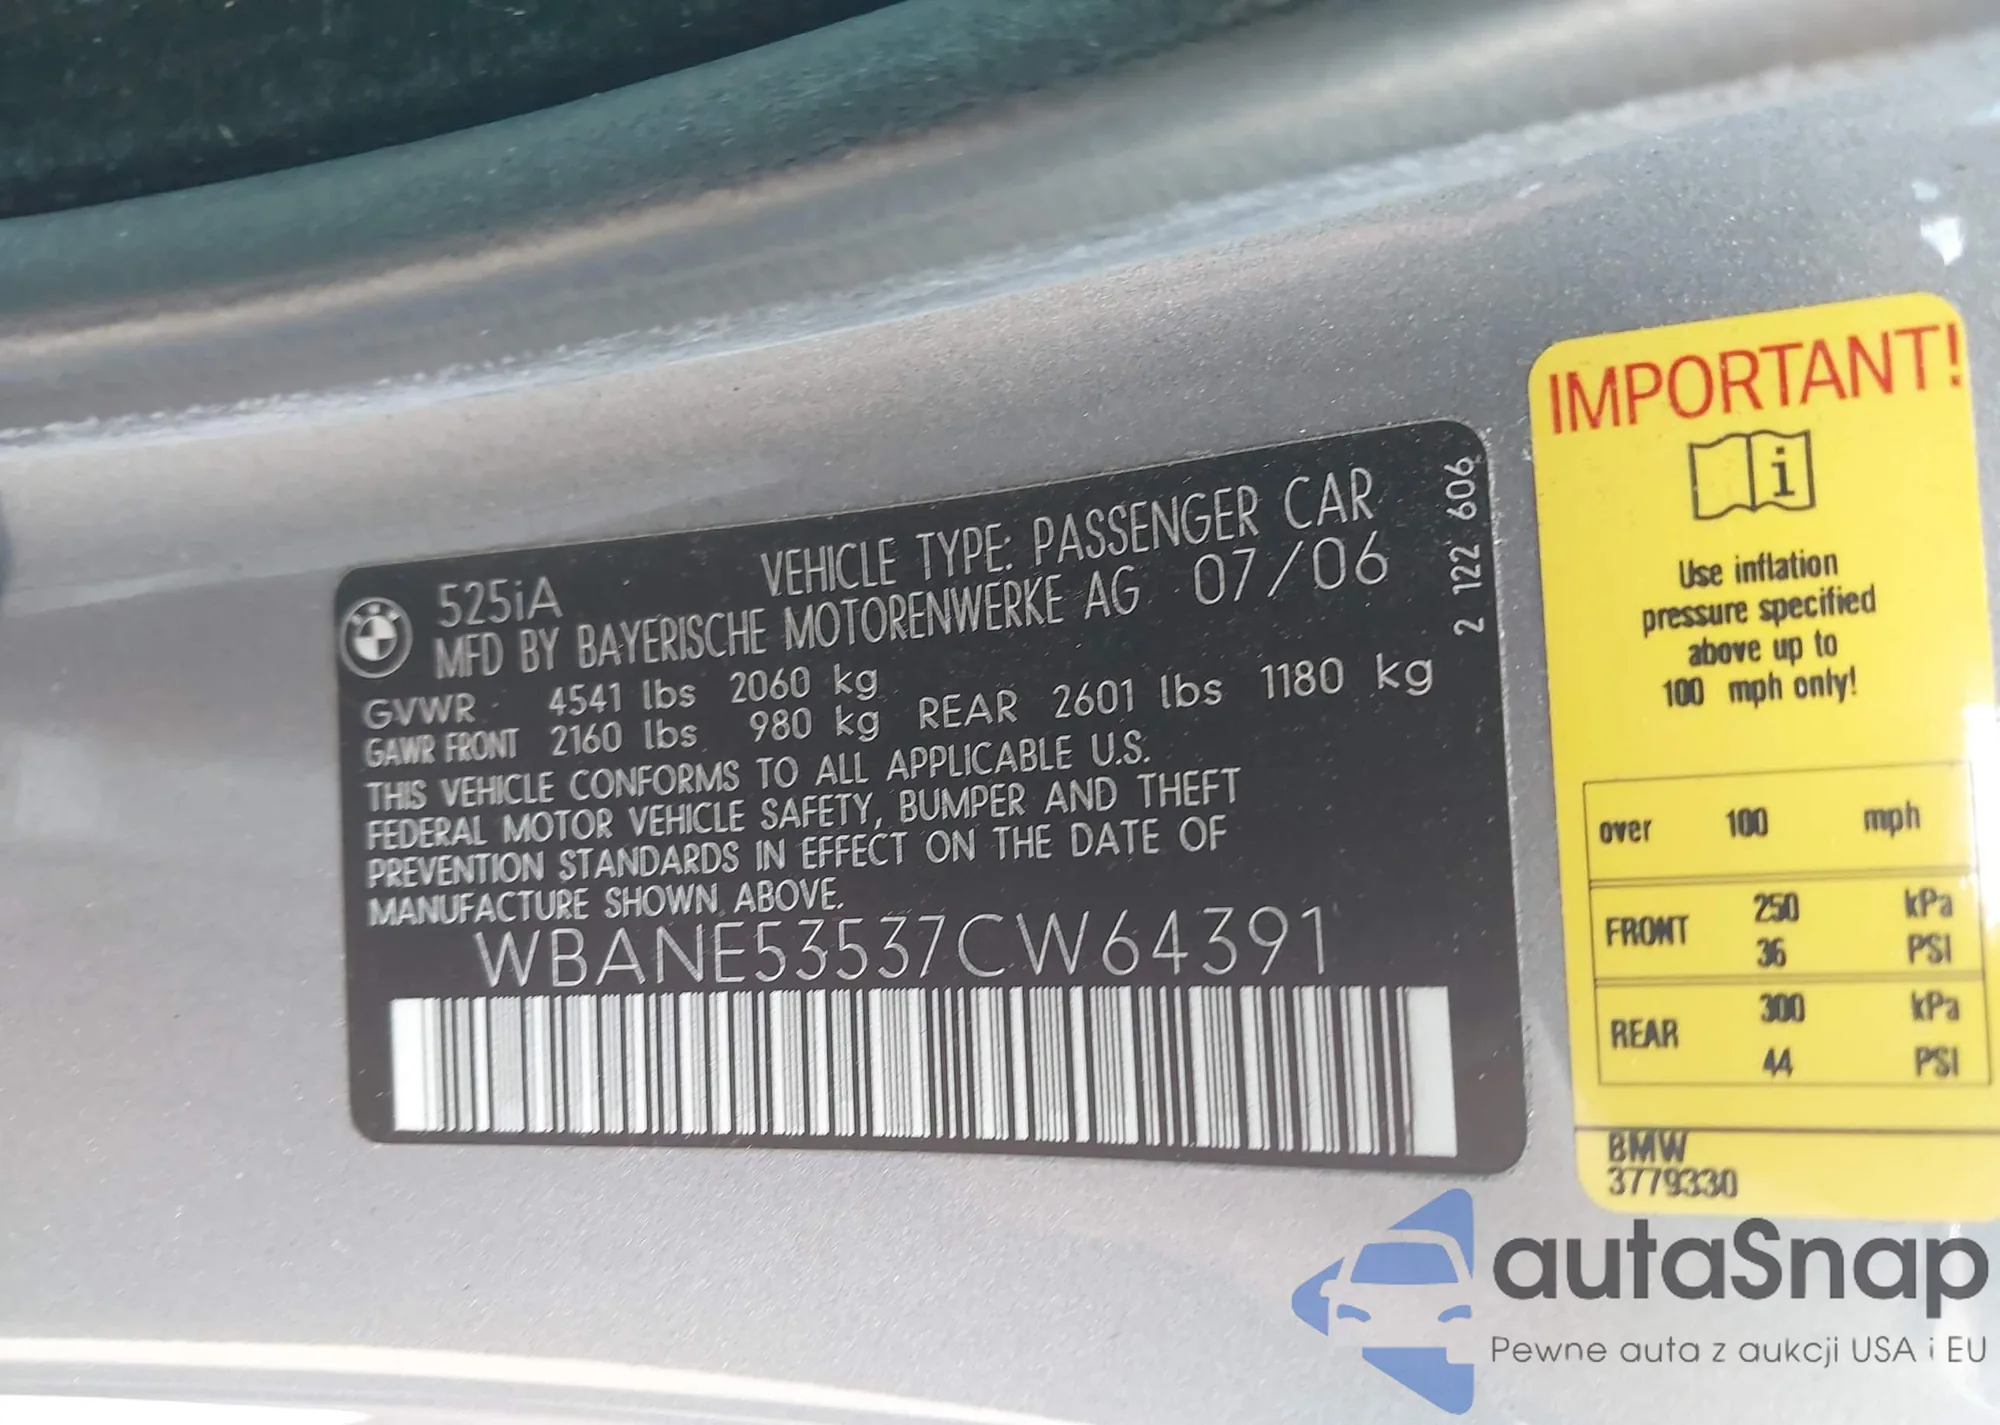 525iA VEHICLE TYPE: PASSENGER CAR
MFD BY BAYERISCHE MOTORENWERKE AG 07/06
GVWR 4541 lbs 2060 kg
GAWR FRONT 2160 lbs 980 kg REAR 2601 lbs 1180 kg
THIS VEHICLE CONFORMS TO ALL APPLICABLE U.S.
FEDERAL MOTOR VEHICLE SAFETY, BUMPER AND THEFT
PREVENTION STANDARDS IN EFFECT ON THE DATE OF
MANUFACTURE SHOWN ABOVE.
WBANE53537CW64391
2 122 606
IMPORTANT!
i
Use inflation
pressure specified
above up to
100 mph only!
over 100 mph
FRONT 250 kPa
36 PSI
REAR 300 kPa
44 PSI
BMW
3779330
autaSnap
Pewne auta z aukcji USA i EU